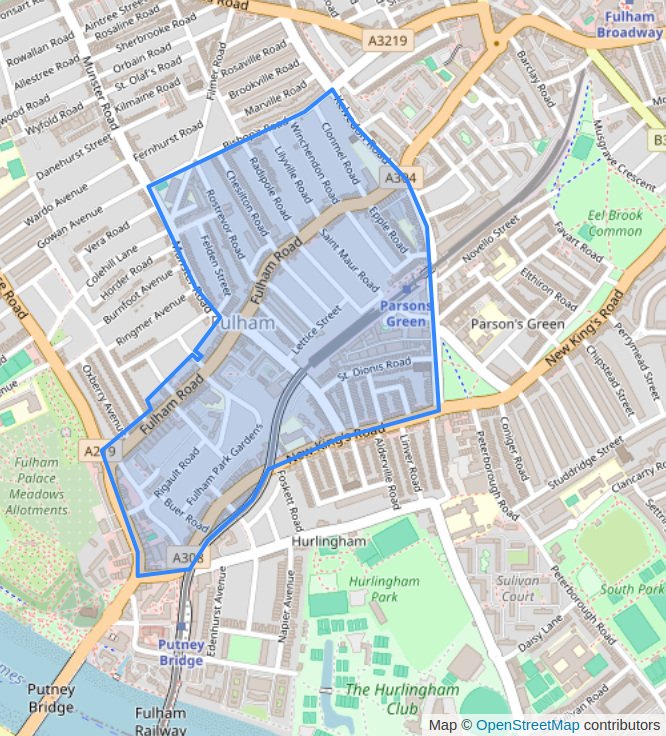 Road
A3219
Fulham
Broadway
Aintree Street
Rosaline Road
Sherbrooke Road
Rowallan Road
Orbain Road
Allestree Road
St. Olaf's Road
Kilmaine Road
Wyfold Road
Munster Road
Filmer Road
Rosaville Road
Brookville Road
Marville Road
Barclay Road
Musgrave Crescent
Danehurst Street
Fernhurst Road
Bishop's Road
Kelvedon Road
Clonmel Road
Winchendon Road
Lilyville Road
Radipole Road
Chesilton Road
Rostrevor Road
Felden Street
Wardo Avenue
Gowan Avenue
Vera Road
Colehill Lane
Horder Road
Burnfoot Avenue
Ringmer Avenue
Munster Road
Fulham Road
A304
Epple Road
Saint Maur Road
Novello Street
Eel Brook
Common
Favart Road
Elthiron Road
Parsons
Green
Parson's Green
New King's Road
Perrymead Street
Chipstead Street
Lettice Street
St. Dionis Road
Oxberry Avenue
Fulham Road
Fulham Park Gardens
Rigault Road
Buer Road
New King's Road
Linver Road
Alderville Road
Coniger Road
Peterborough Road
Studdridge Street
Fulham
Palace
Meadows
Allotments
Foskett Road
Hurlingham
A308
Hurlingham
Park
Sulivan
Court
South Park
Peterborough Road
Daisy Lane
Edenhurst Avenue
Napier Avenue
Putney
Bridge
Putney
Bridge
Fulham
Railway
The Hurlingham
Club
Map © OpenStreetMap contributors